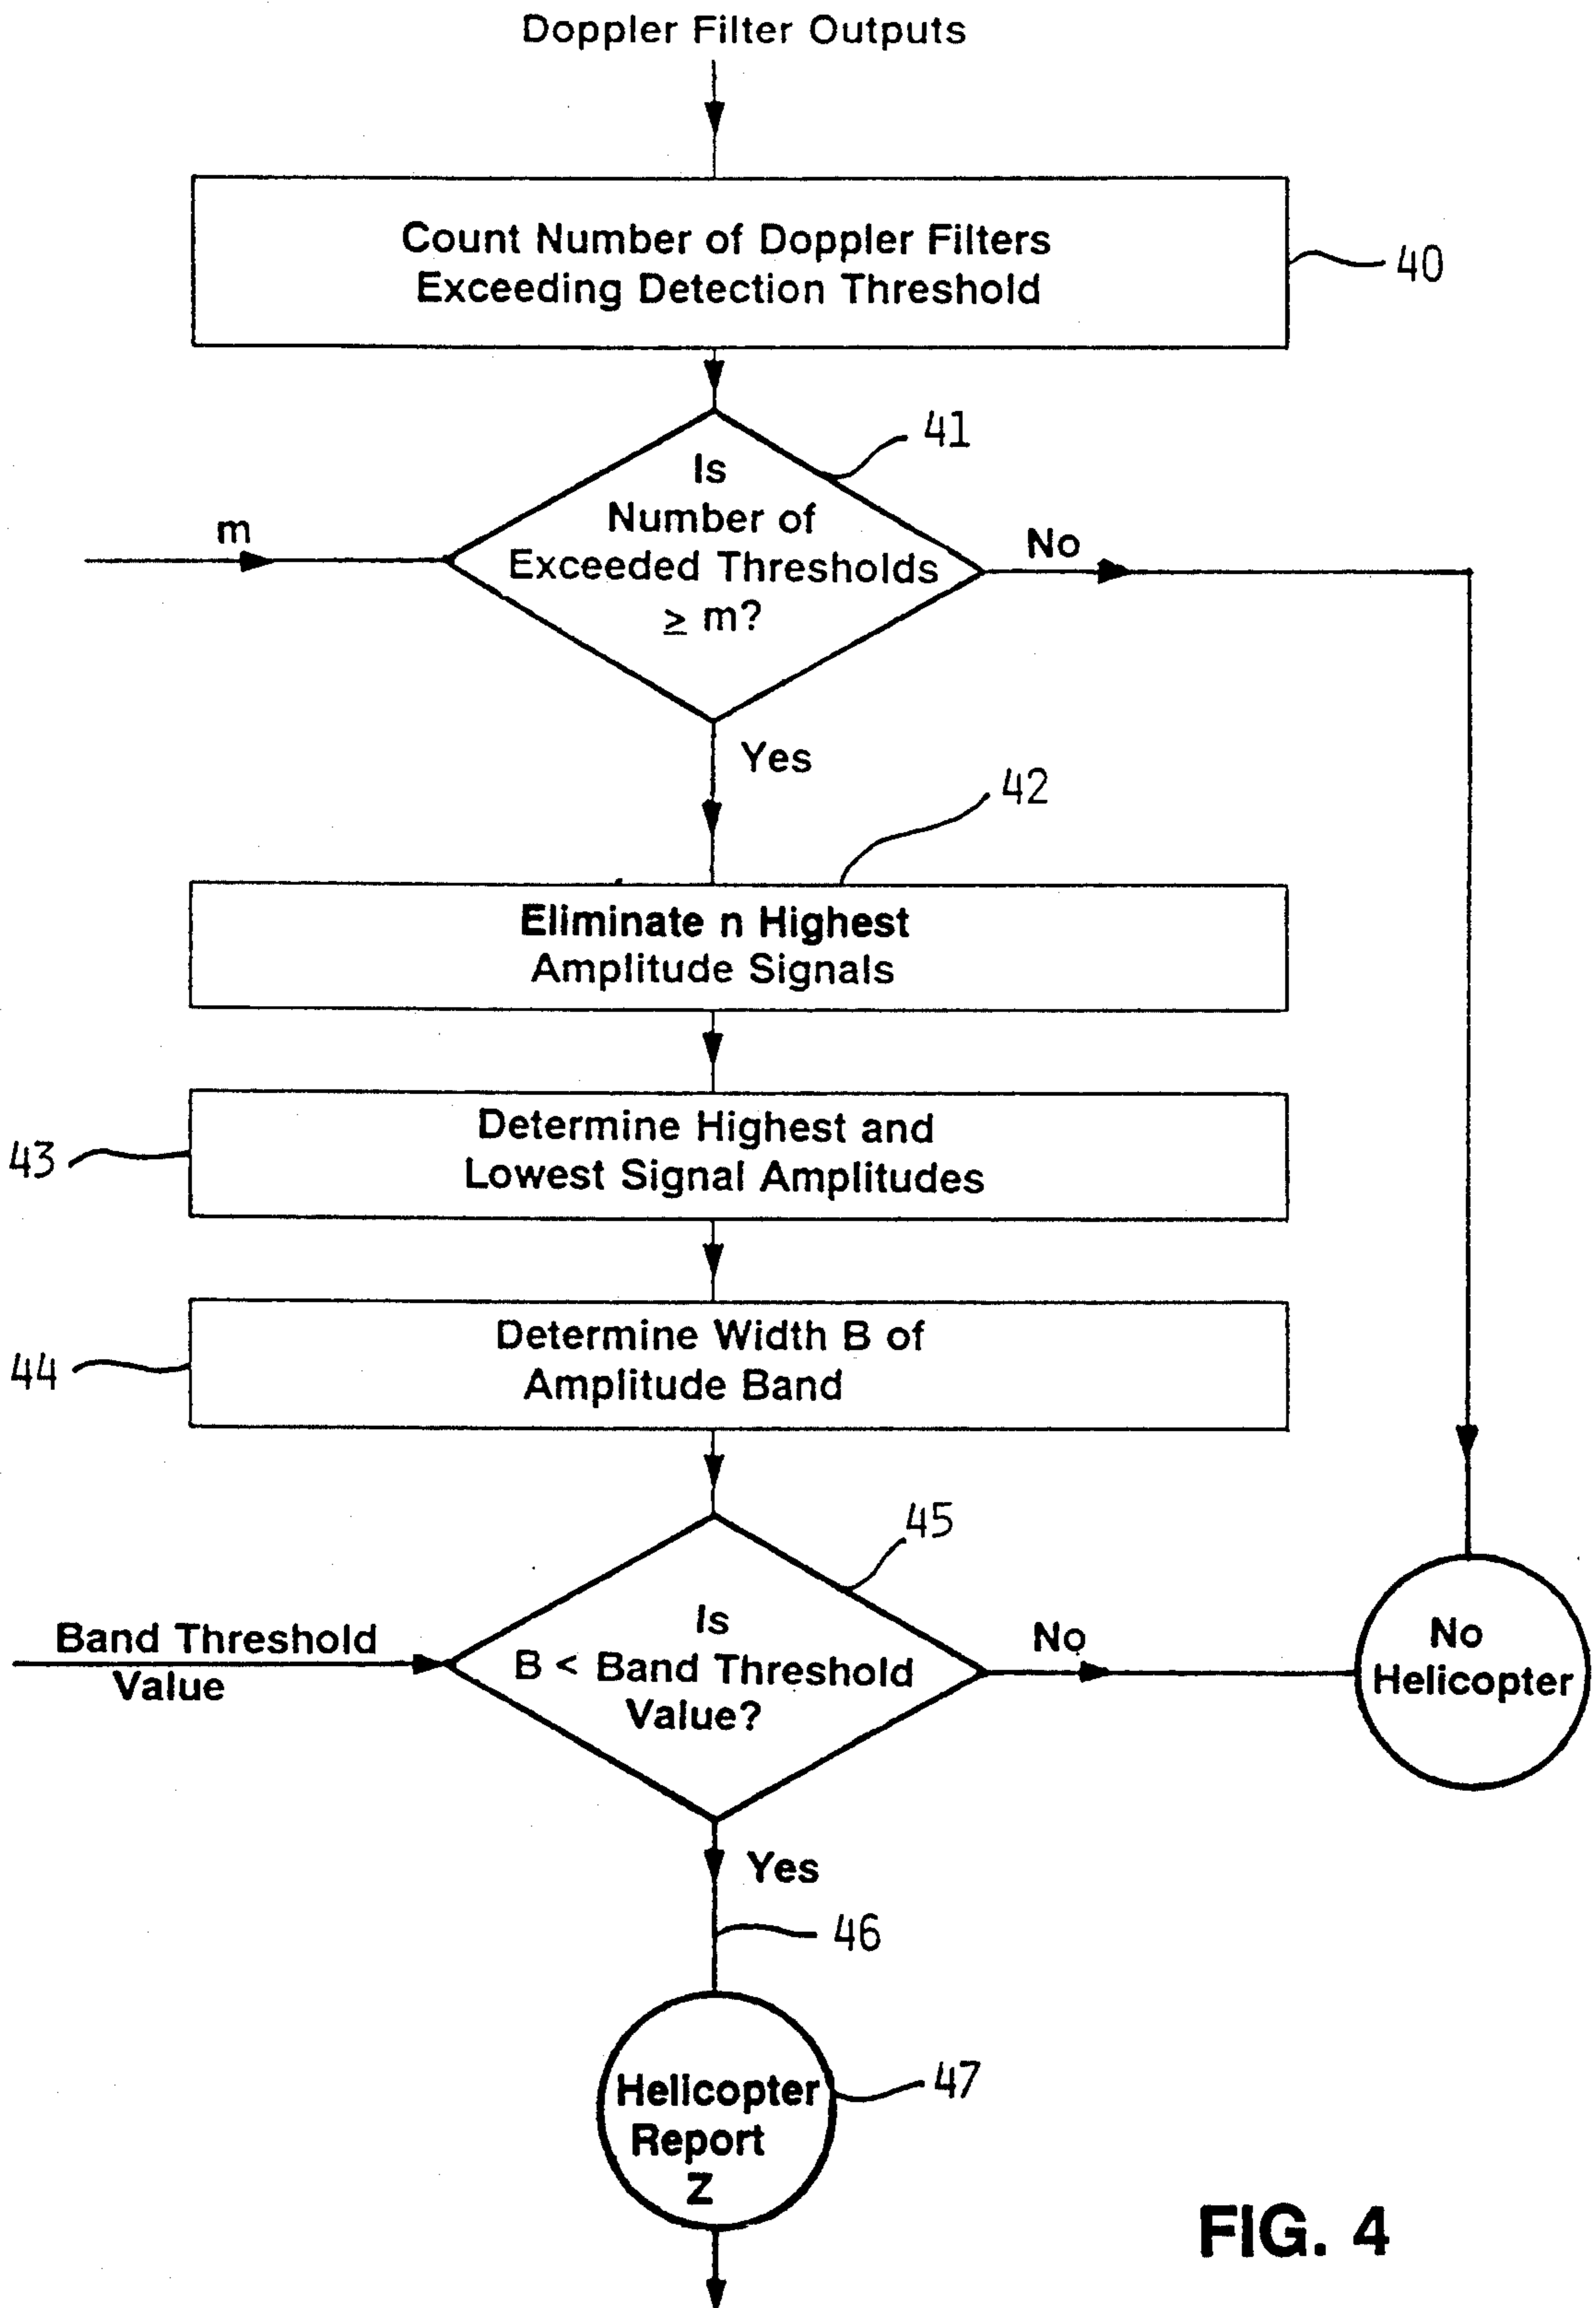 Doppler Filter Outputs
Count Number of Doppler Filters
Exceeding Detection Threshold
40
41
Is
Number of
Exceeded Thresholds
≥ m?
m
No
Yes
42
Eliminate n Highest
Amplitude Signals
Determine Highest and
Lowest Signal Amplitudes
43
Determine Width B of
Amplitude Band
44
45
Band Threshold
Value
Is
B < Band Threshold
Value?
No
No
Helicopter
Yes
46
Helicopter
Report
Z
47
FIG. 4